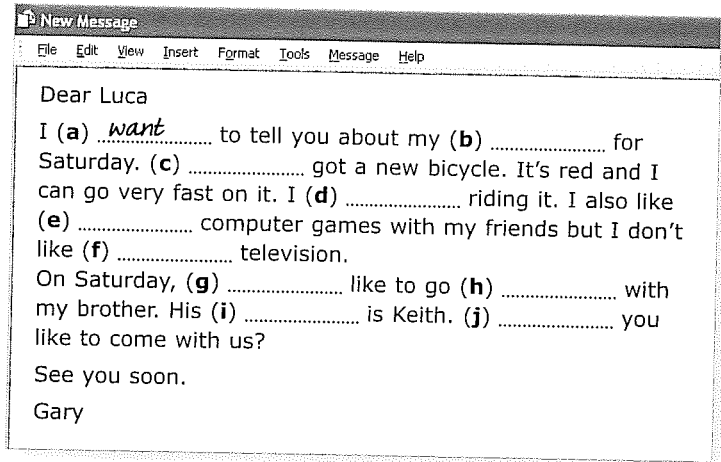 New Message
File Edit View Insert Format Tools Message Help
Dear Luca
I (a) ..want.......... to tell you about my (b) ....................... for
Saturday. (c) ....................... got a new bicycle. It's red and I
can go very fast on it. I (d) ....................... riding it. I also like
(e) ....................... computer games with my friends but I don't
like (f) ....................... television.
On Saturday, (g) ....................... like to go (h) ....................... with
my brother. His (i) ....................... is Keith. (j) ....................... you
like to come with us?
See you soon.
Gary